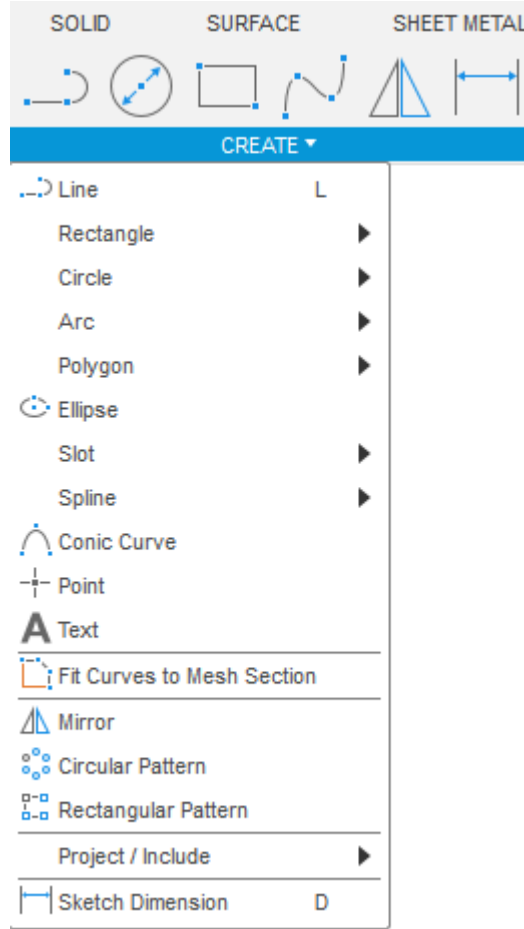 SOLID SURFACE SHEET METAL
CREATE
Line L
Rectangle
Circle
Arc
Polygon
Ellipse
Slot
Spline
Conic Curve
Point
A Text
Fit Curves to Mesh Section
Mirror
Circular Pattern
Rectangular Pattern
Project / Include
Sketch Dimension D